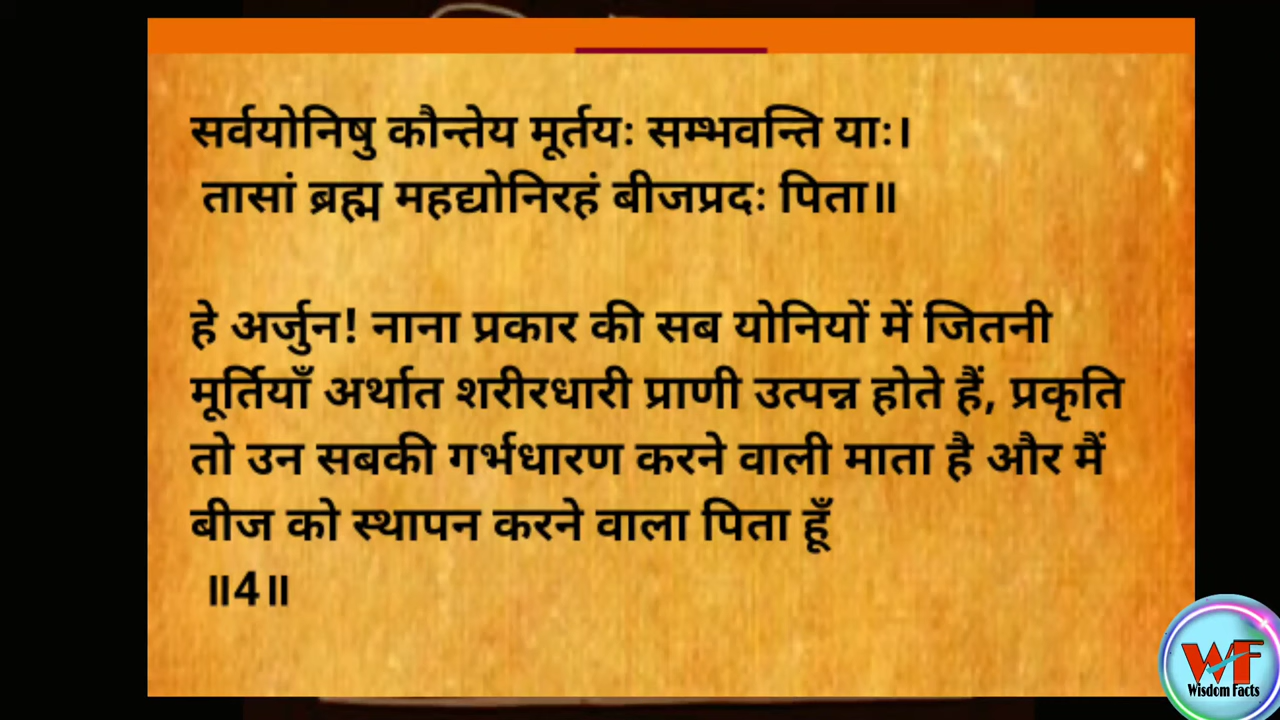 सर्वयोनिषु कौन्तेय मूर्तयः सम्भवन्ति याः।
तासां ब्रह्म महद्योनिरहं बीजप्रदः पिता॥
हे अर्जुन! नाना प्रकार की सब योनियों में जितनी
मूर्तियाँ अर्थात शरीरधारी प्राणी उत्पन्न होते हैं, प्रकृति
तो उन सबकी गर्भधारण करने वाली माता है और मैं
बीज को स्थापन करने वाला पिता हूँ
॥4॥
WF
Wisdom Facts